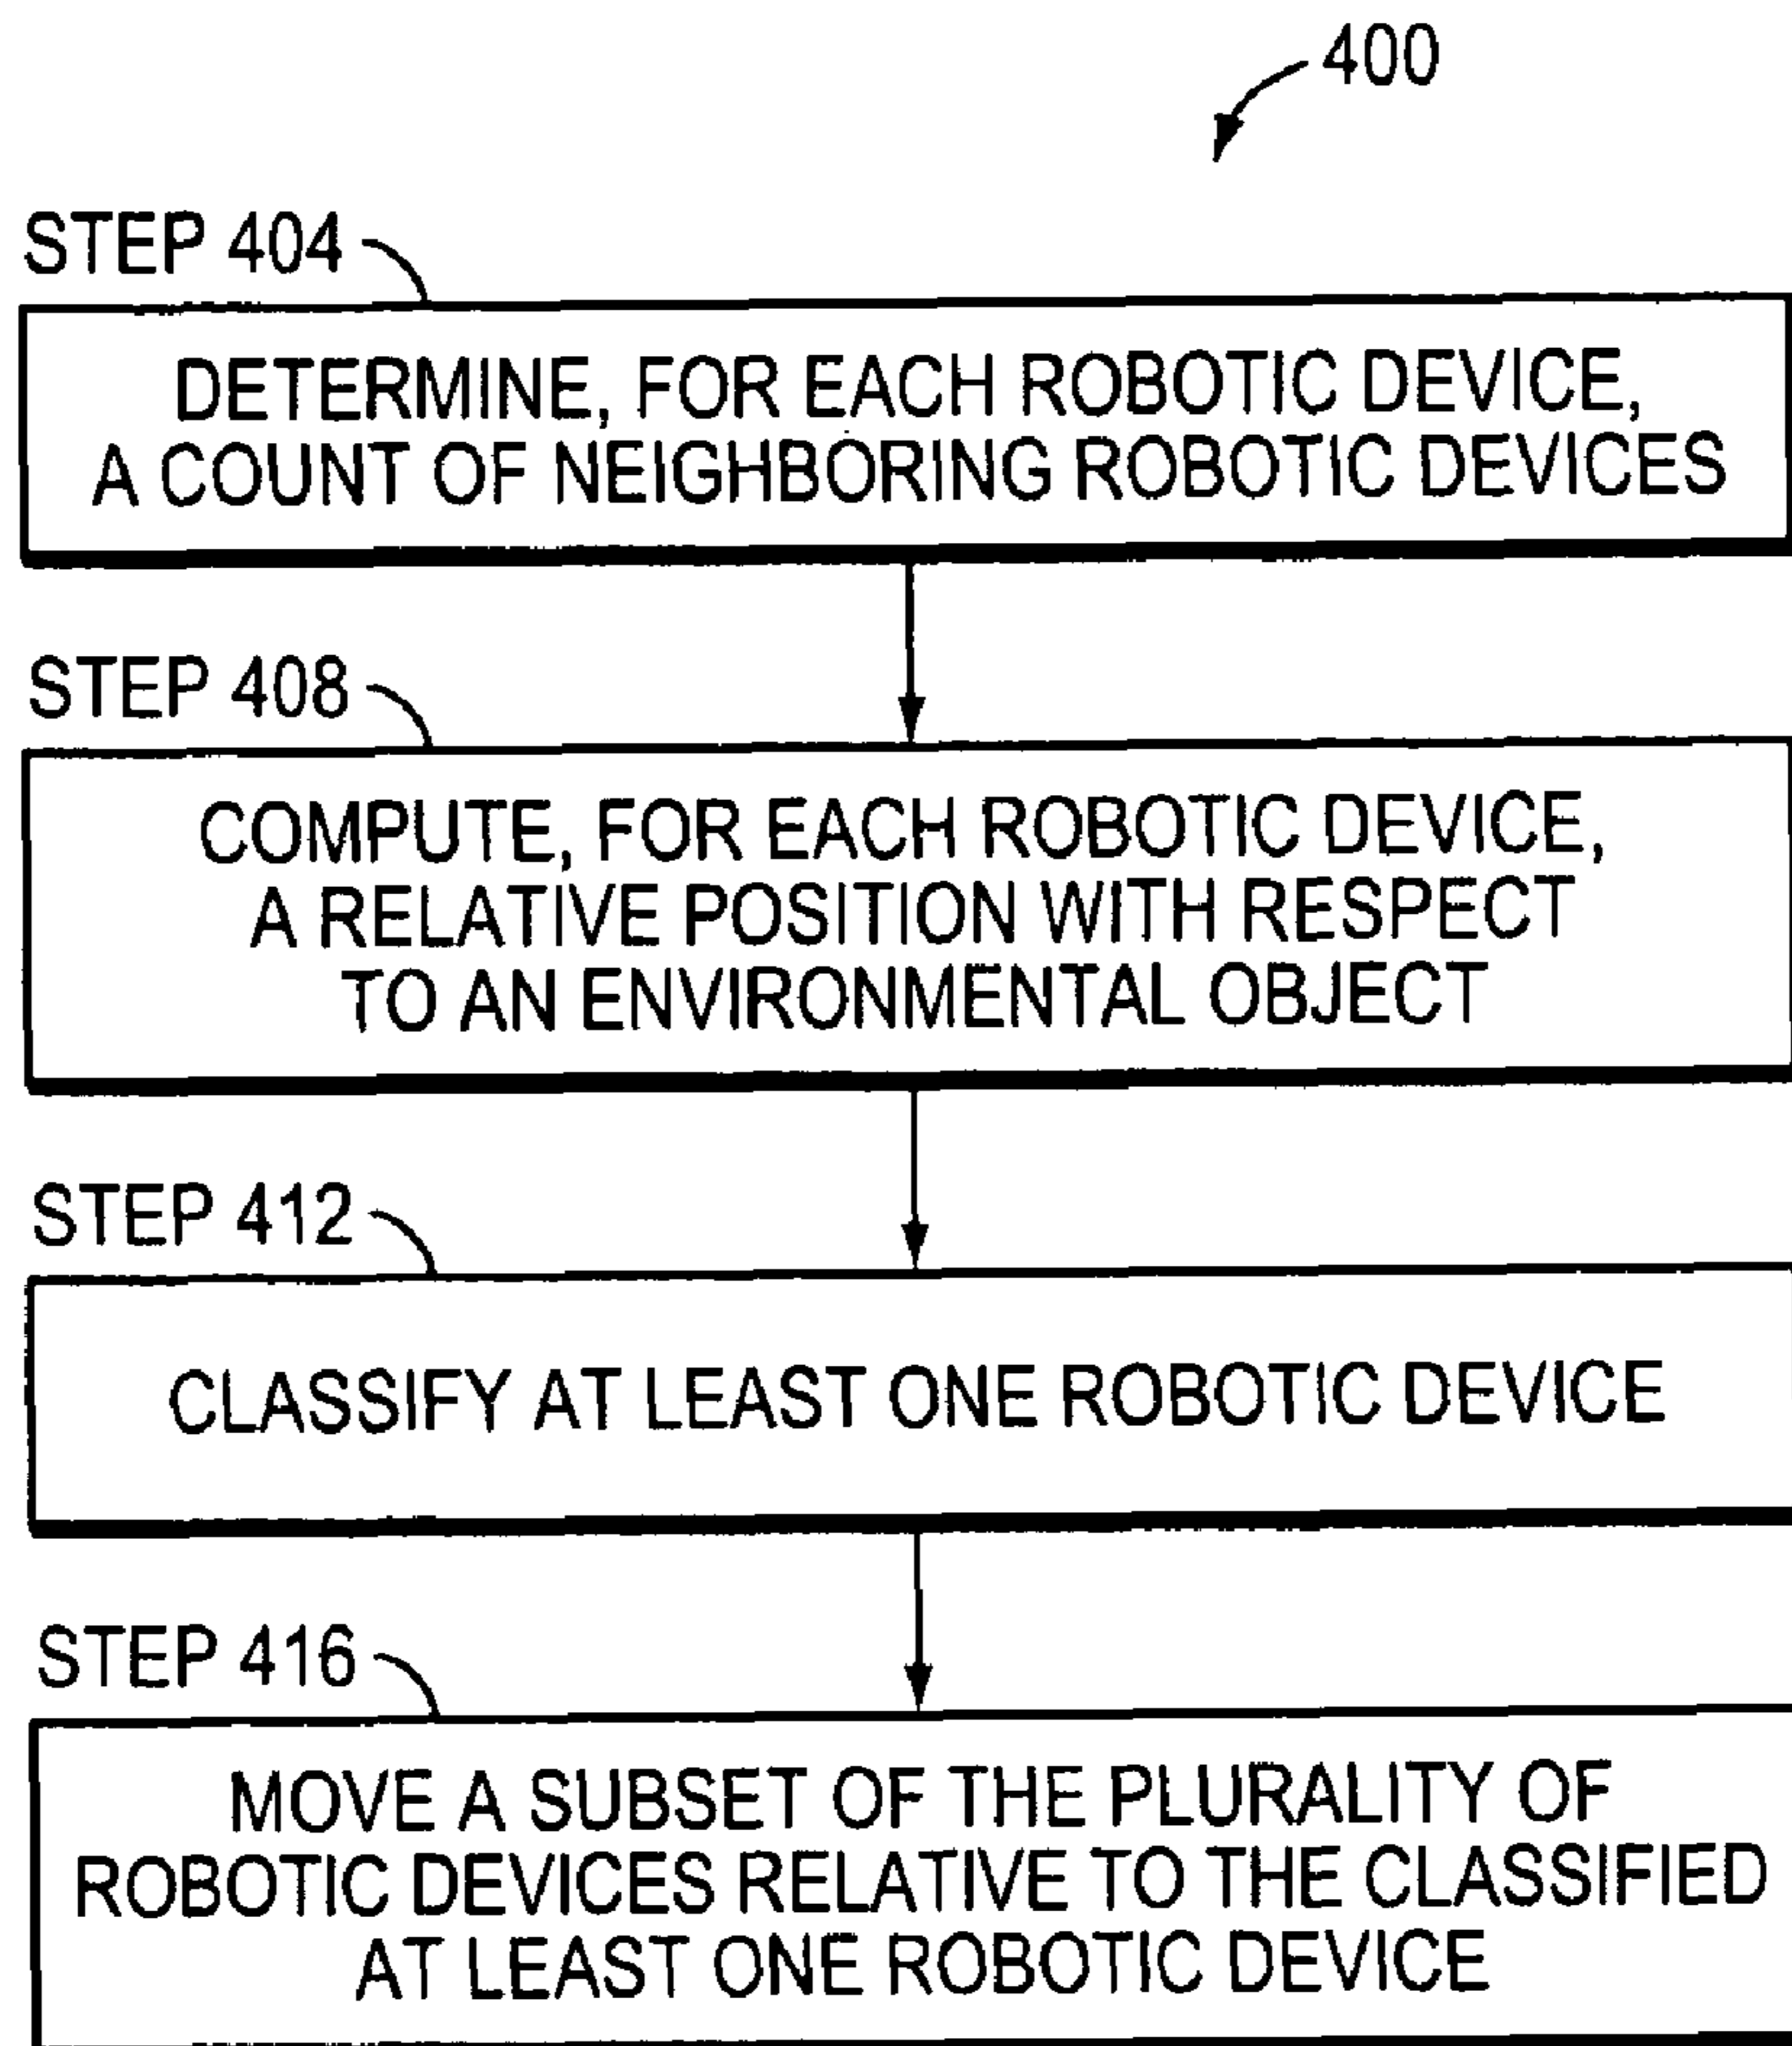 400
STEP 404
DETERMINE, FOR EACH ROBOTIC DEVICE,
A COUNT OF NEIGHBORING ROBOTIC DEVICES
STEP 408
COMPUTE, FOR EACH ROBOTIC DEVICE,
A RELATIVE POSITION WITH RESPECT
TO AN ENVIRONMENTAL OBJECT
STEP 412
CLASSIFY AT LEAST ONE ROBOTIC DEVICE
STEP 416
MOVE A SUBSET OF THE PLURALITY OF
ROBOTIC DEVICES RELATIVE TO THE CLASSIFIED
AT LEAST ONE ROBOTIC DEVICE